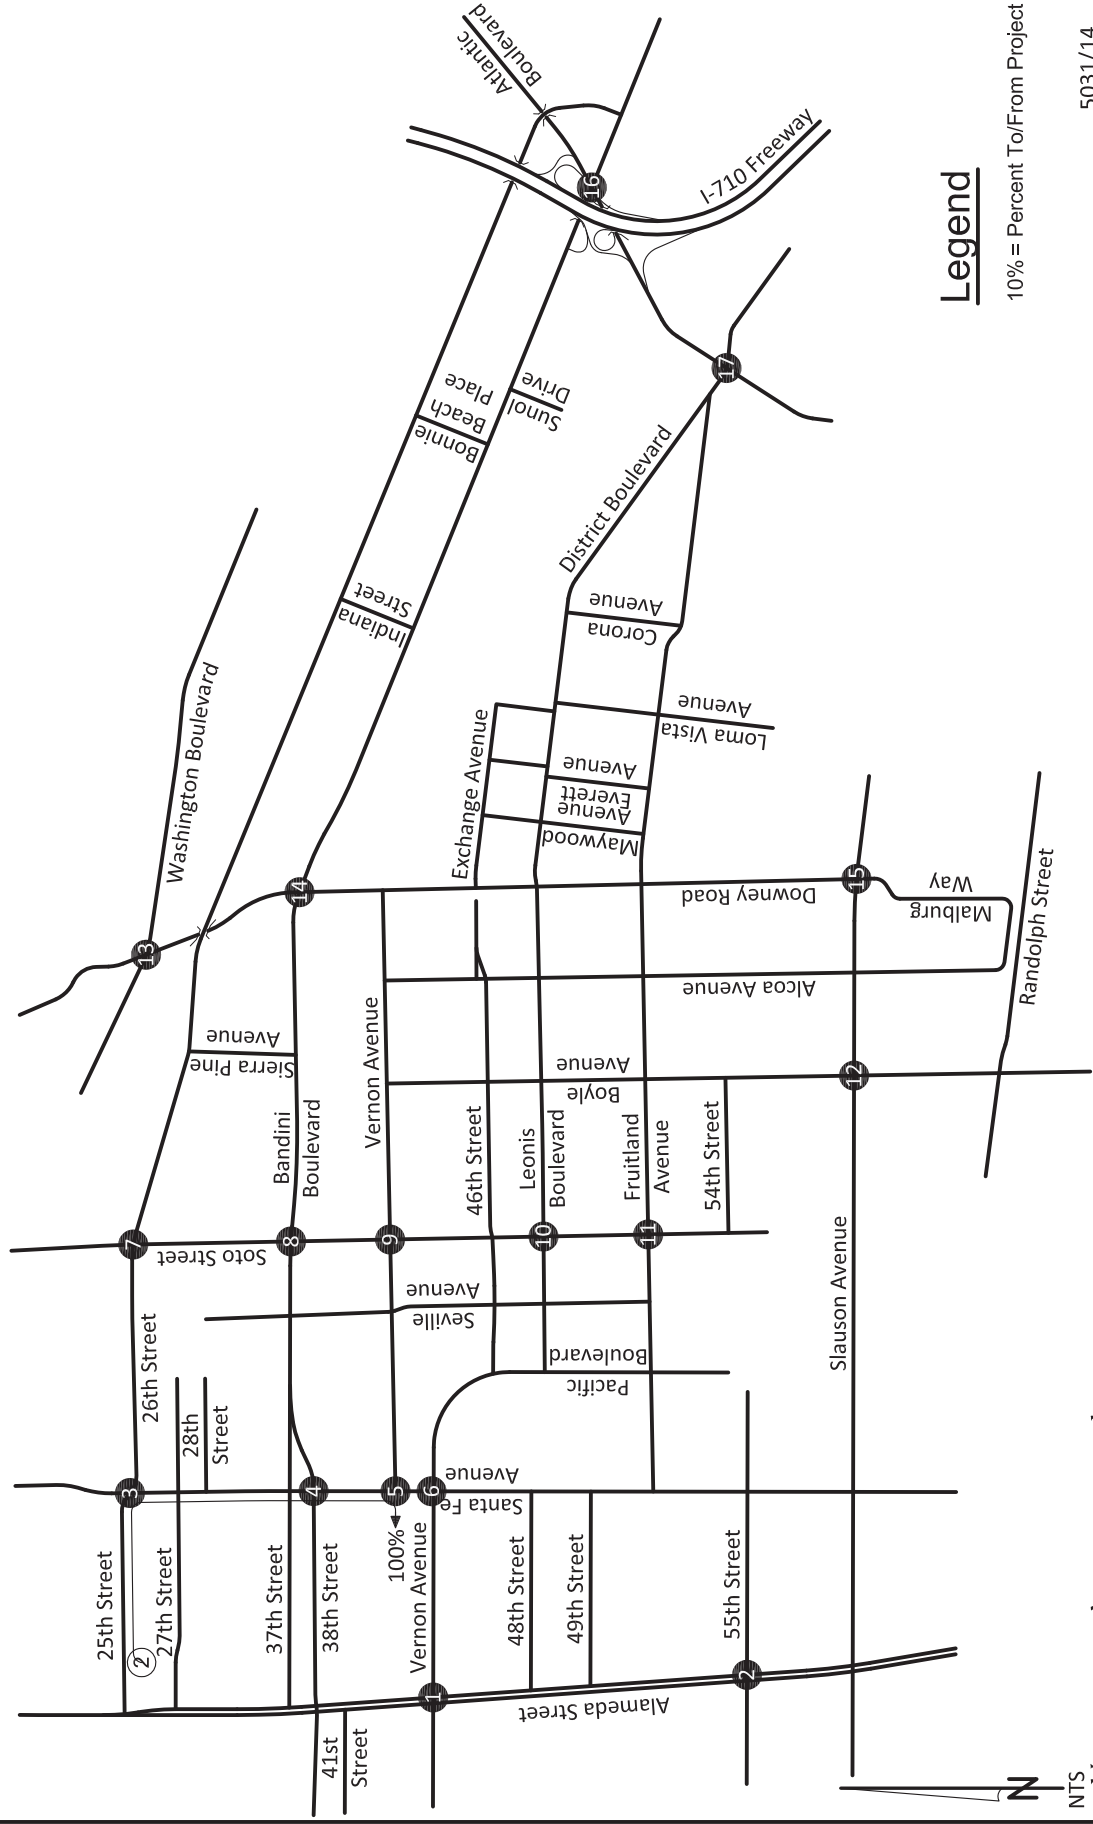 Atlantic
Boulevard
16
I-710 Freeway
17
Bonnie
Beach
Place
Sunol
Drive
District Boulevard
Indiana
Street
Corona
Avenue
Washington Boulevard
13
14
Exchange Avenue
Loma Vista
Avenue
Everett
Avenue
Maywood
Avenue
Downey Road
15
Malburg
Way
Randolph Street
Alcoa Avenue
Sierra Pine
Avenue
Vernon Avenue
Bandini
Boulevard
Boyle
Avenue
12
46th Street
Leonis
Boulevard
Fruitland
Avenue
54th Street
7
Soto Street
8
9
10
11
26th Street
Seville
Avenue
Slauson Avenue
28th
Street
Pacific
Boulevard
3
4
5
6
Santa Fe
Avenue
100%
25th Street
2
27th Street
37th Street
38th Street
Vernon Avenue
48th Street
49th Street
55th Street
1
2
Alameda Street
41st
Street
N
NTS
Legend
10% = Percent To/From Project
5031/14